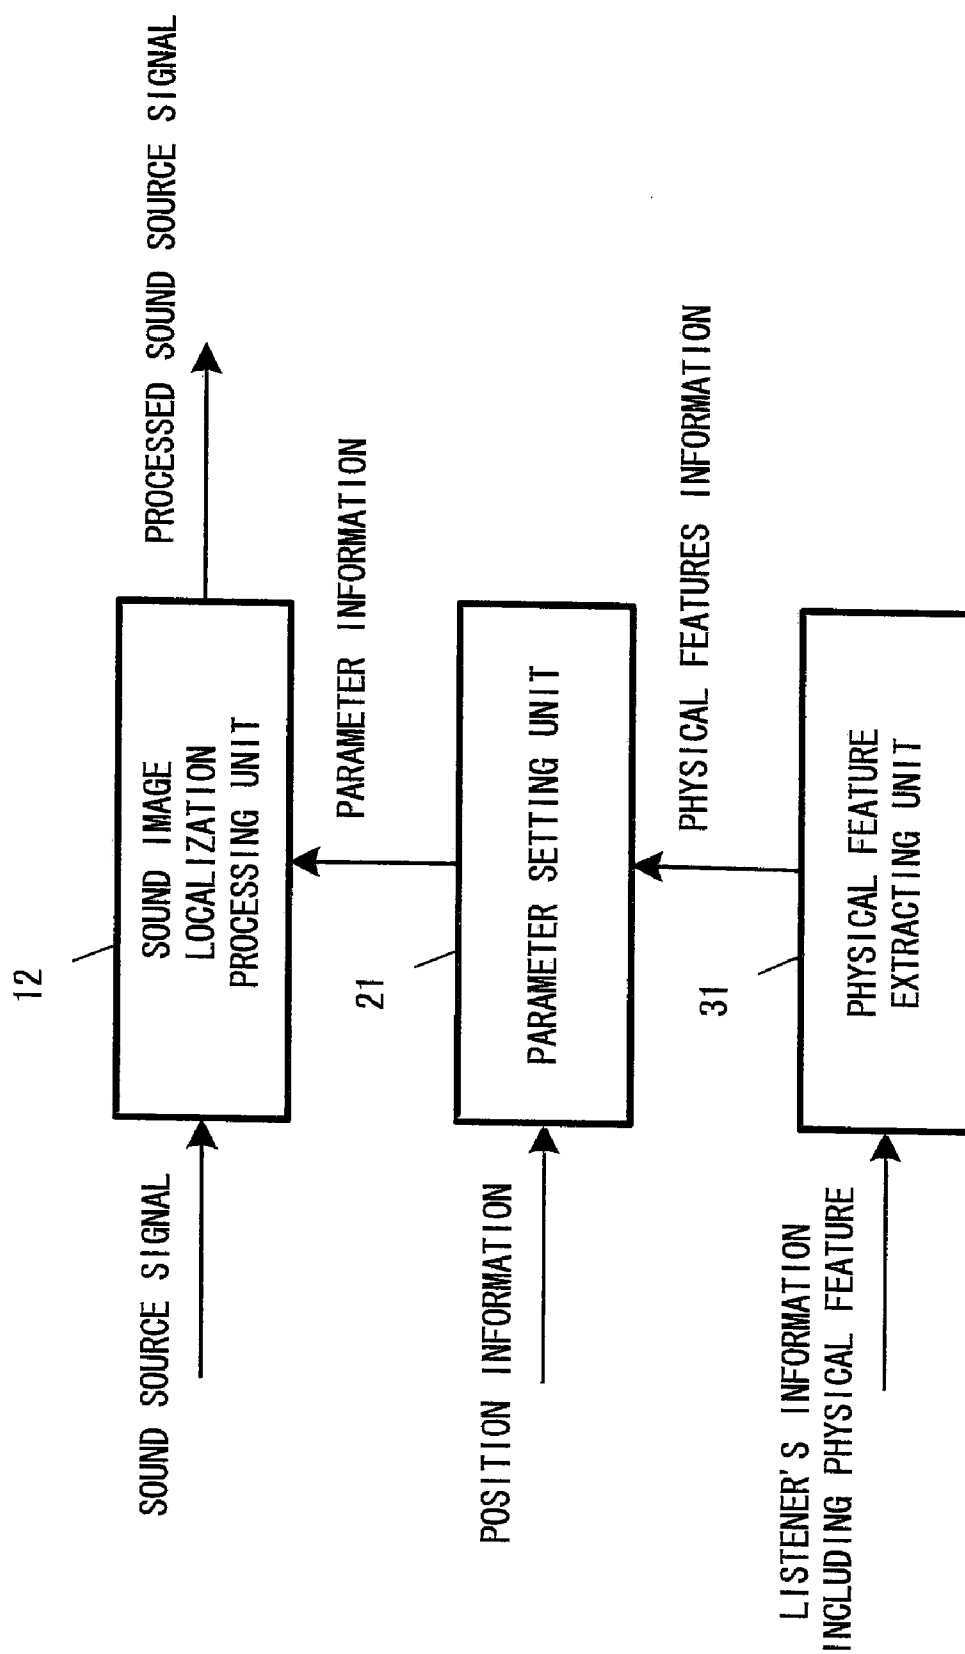 SOUND SOURCE SIGNAL
12
SOUND IMAGE
LOCALIZATION
PROCESSING UNIT
PROCESSED SOUND SOURCE SIGNAL
PARAMETER INFORMATION
POSITION INFORMATION
21
PARAMETER SETTING UNIT
PHYSICAL FEATURES INFORMATION
LISTENER'S INFORMATION
INCLUDING PHYSICAL FEATURE
31
PHYSICAL FEATURE
EXTRACTING UNIT